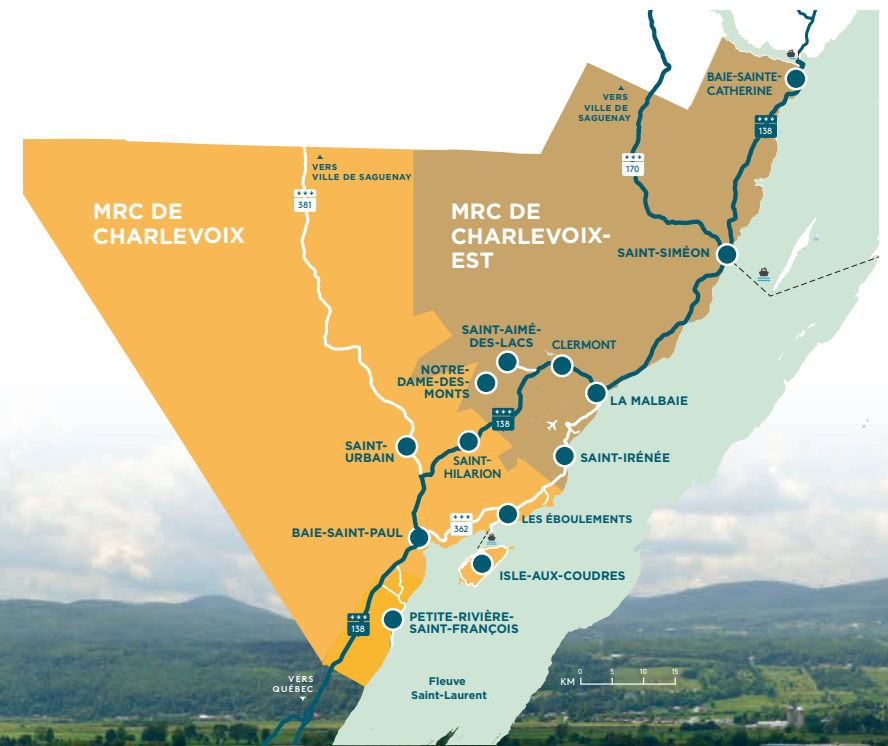 BAIE-SAINTE-
CATHERINE
VERS
VILLE DE
SAGUENAY
138
VERS
VILLE DE SAGUENAY
170
381
MRC DE
CHARLEVOIX
MRC DE
CHARLEVOIX-
EST
SAINT-SIMÉON
SAINT-AIMÉ-
DES-LACS
CLERMONT
NOTRE-
DAME-DES-
MONTS
LA MALBAIE
138
SAINT-
URBAIN
SAINT-
HILARION
SAINT-IRÉNÉE
LES ÉBOULEMENTS
362
BAIE-SAINT-PAUL
ISLE-AUX-COUDRES
PETITE-RIVIÈRE-
SAINT-FRANÇOIS
138
VERS
QUÉBEC
Fleuve
Saint-Laurent
KM
0 5 10 15